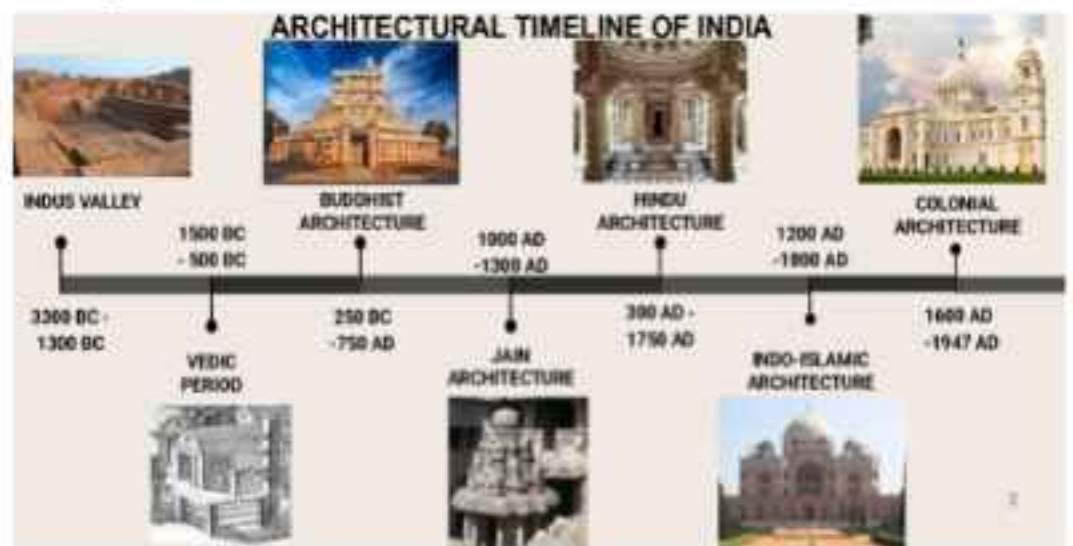 ARCHITECTURAL TIMELINE OF INDIA
INDUS VALLEY
3300 BC -
1300 BC
1500 BC
- 500 BC
VEDIC
PERIOD
BUDDHIST
ARCHITECTURE
250 BC
-750 AD
1000 AD
-1300 AD
JAIN
ARCHITECTURE
HINDU
ARCHITECTURE
300 AD -
1750 AD
1200 AD
-1800 AD
INDO-ISLAMIC
ARCHITECTURE
COLONIAL
ARCHITECTURE
1600 AD
-1947 AD